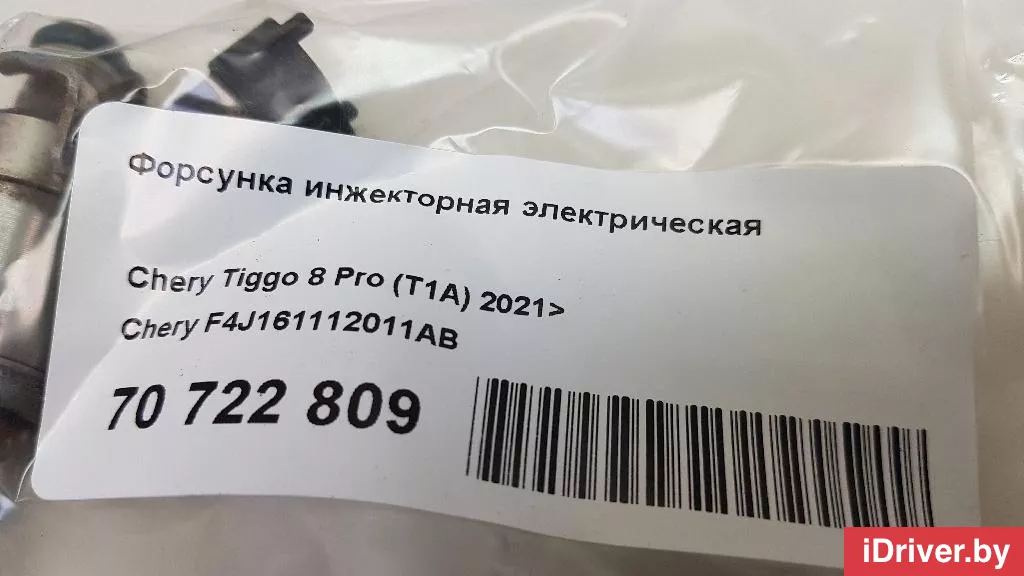 Форсунка инжекторная электрическая
Chery Tiggo 8 Pro (T1A) 2021>
Chery F4J161112011AB
70 722 809
iDriver.by